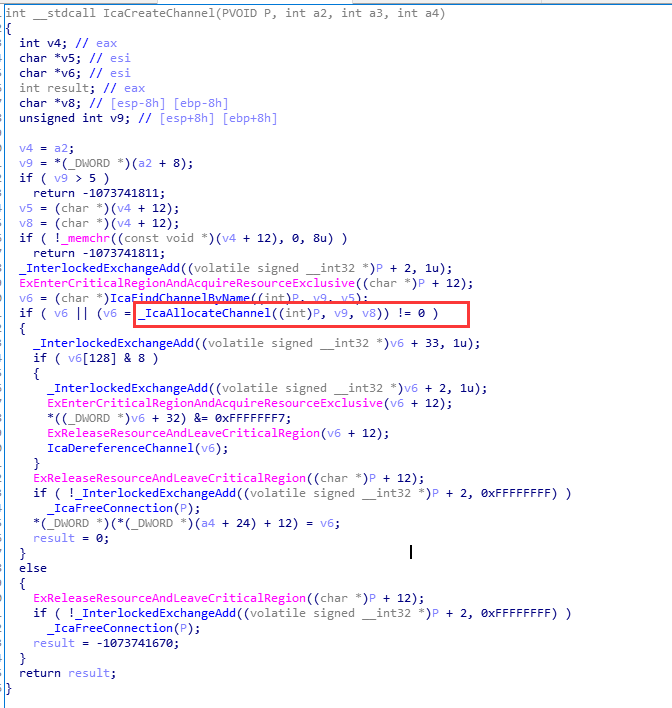 int __stdcall IcaCreateChannel(PVOID P, int a2, int a3, int a4)
{
  int v4; // eax
  char *v5; // esi
  char *v6; // esi
  int result; // eax
  char *v8; // [esp-8h] [ebp-8h]
  unsigned int v9; // [esp+8h] [ebp+8h]

  v4 = a2;
  v9 = *(_DWORD *)(a2 + 8);
  if ( v9 > 5 )
    return -1073741811;
  v5 = (char *)(v4 + 12);
  v8 = (char *)(v4 + 12);
  if ( !_memchr((const void *)(v4 + 12), 0, 8u) )
    return -1073741811;
  _InterlockedExchangeAdd((volatile signed __int32 *)P + 2, 1u);
  ExEnterCriticalRegionAndAcquireResourceExclusive((char *)P + 12);
  v6 = (char *)IcaFindChannelByName((int)P, v9, v5);
  if ( v6 || (v6 = _IcaAllocateChannel((int)P, v9, v8)) != 0 )
  {
    _InterlockedExchangeAdd((volatile signed __int32 *)v6 + 33, 1u);
    if ( v6[128] & 8 )
    {
      _InterlockedExchangeAdd((volatile signed __int32 *)v6 + 2, 1u);
      ExEnterCriticalRegionAndAcquireResourceExclusive(v6 + 12);
      *((_DWORD *)v6 + 32) &= 0xFFFFFFF7;
      ExReleaseResourceAndLeaveCriticalRegion(v6 + 12);
      IcaDereferenceChannel(v6);
    }
    ExReleaseResourceAndLeaveCriticalRegion((char *)P + 12);
    if ( !_InterlockedExchangeAdd((volatile signed __int32 *)P + 2, 0xFFFFFFFF) )
      _IcaFreeConnection(P);
    *(_DWORD *)(*(_DWORD *)(a4 + 24) + 12) = v6;
    result = 0;
  }
  else
  {
    ExReleaseResourceAndLeaveCriticalRegion((char *)P + 12);
    if ( !_InterlockedExchangeAdd((volatile signed __int32 *)P + 2, 0xFFFFFFFF) )
      _IcaFreeConnection(P);
    result = -1073741670;
  }
  return result;
}